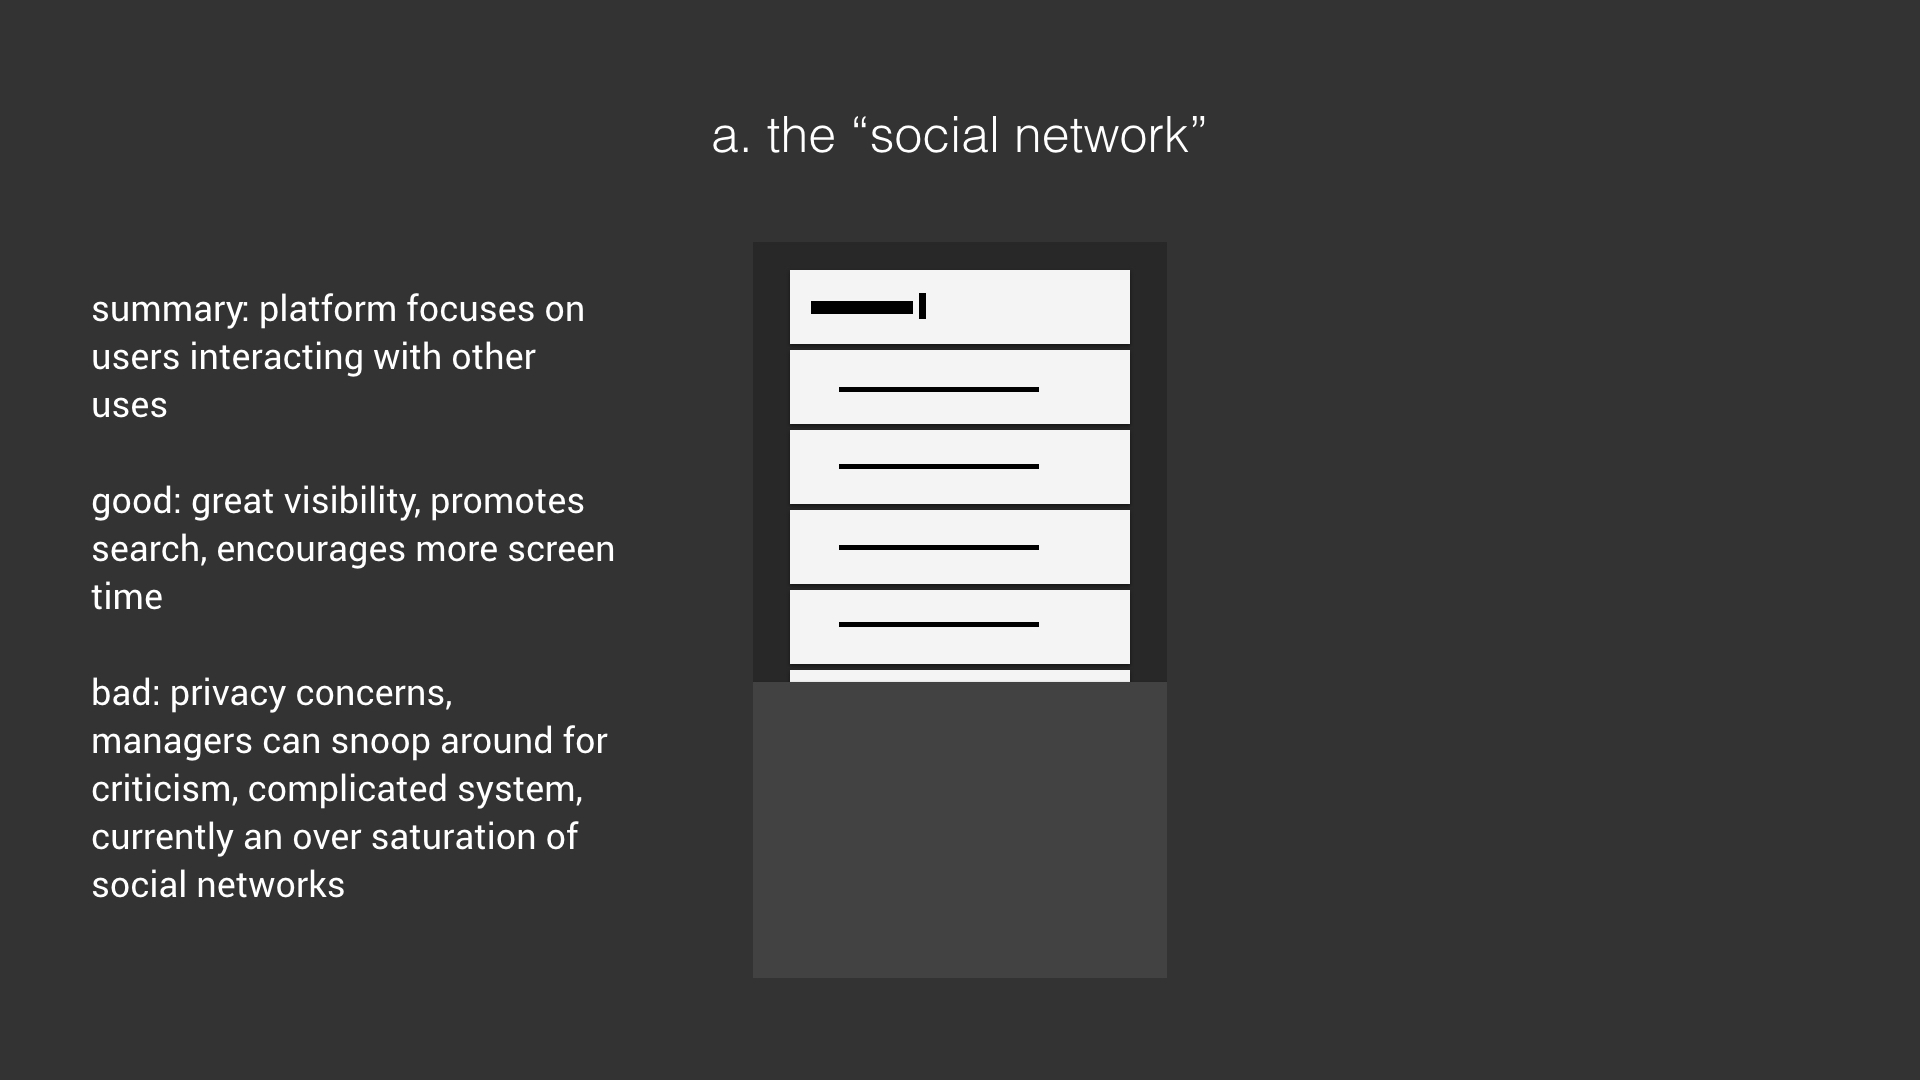 a. the “social network”
summary: platform focuses on
users interacting with other
uses
good: great visibility, promotes
search, encourages more screen
time
bad: privacy concerns,
managers can snoop around for
criticism, complicated system,
currently an over saturation of
social networks